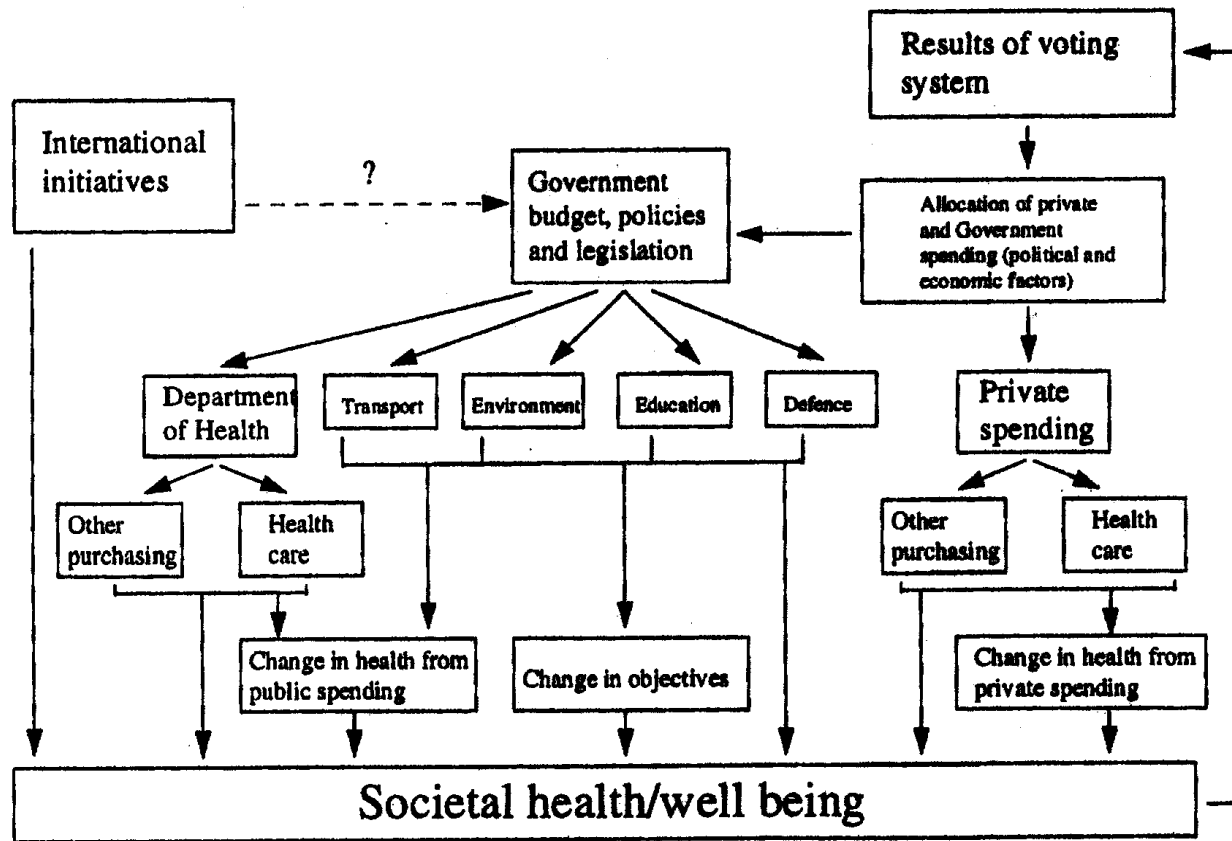 Results of voting
system
International
initiatives
?
Government
budget, policies
and legislation
Allocation of private
and Government
spending (political and
economic factors)
Department
of Health
Transport
Environment
Education
Defence
Private
spending
Other
purchasing
Health
care
Other
purchasing
Health
care
Change in health from
public spending
Change in objectives
Change in health from
private spending
Societal health/well being